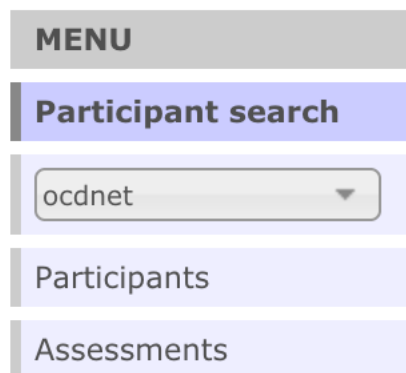 MENU
Participant search
ocdnet
Participants
Assessments